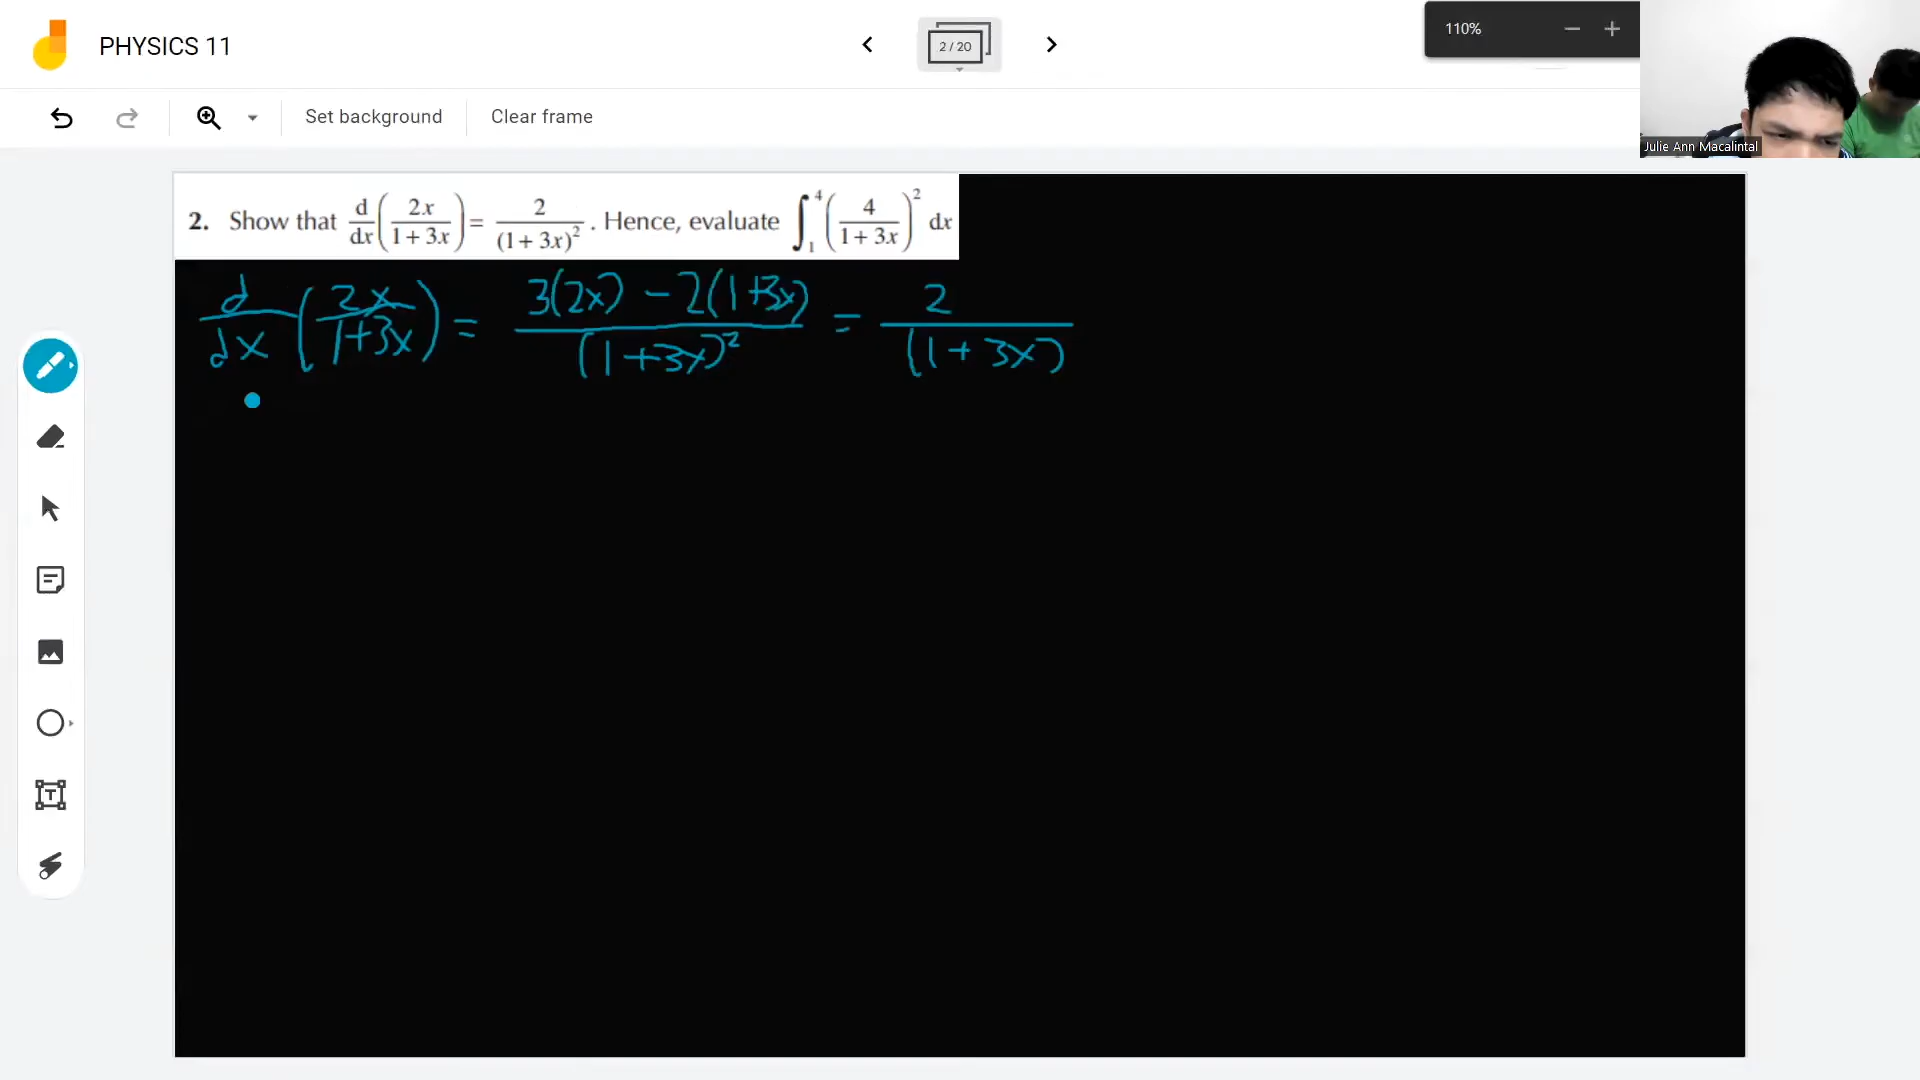 PHYSICS 11
2 / 20
110%
Set background
Clear frame
Julie Ann Macalintal
2. Show that d/dx (2x/(1 + 3x)) = 2/(1 + 3x)². Hence, evaluate ∫₁⁴ (4/(1 + 3x))² dx
d/dx (2x/(1+3x)) = (3(2x) - 2(1+3x))/(1+3x)² = 2/(1+3x)